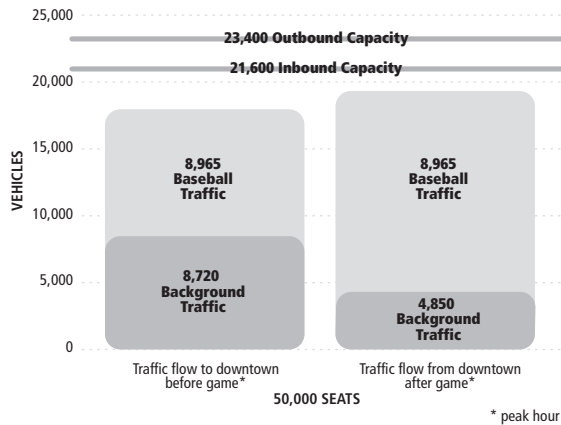 25,000
23,400 Outbound Capacity
21,600 Inbound Capacity
20,000
15,000
10,000
5,000
0
VEHICLES
8,965
Baseball
Traffic
8,720
Background
Traffic
8,965
Baseball
Traffic
4,850
Background
Traffic
Traffic flow to downtown
before game*
Traffic flow from downtown
after game*
50,000 SEATS
* peak hour